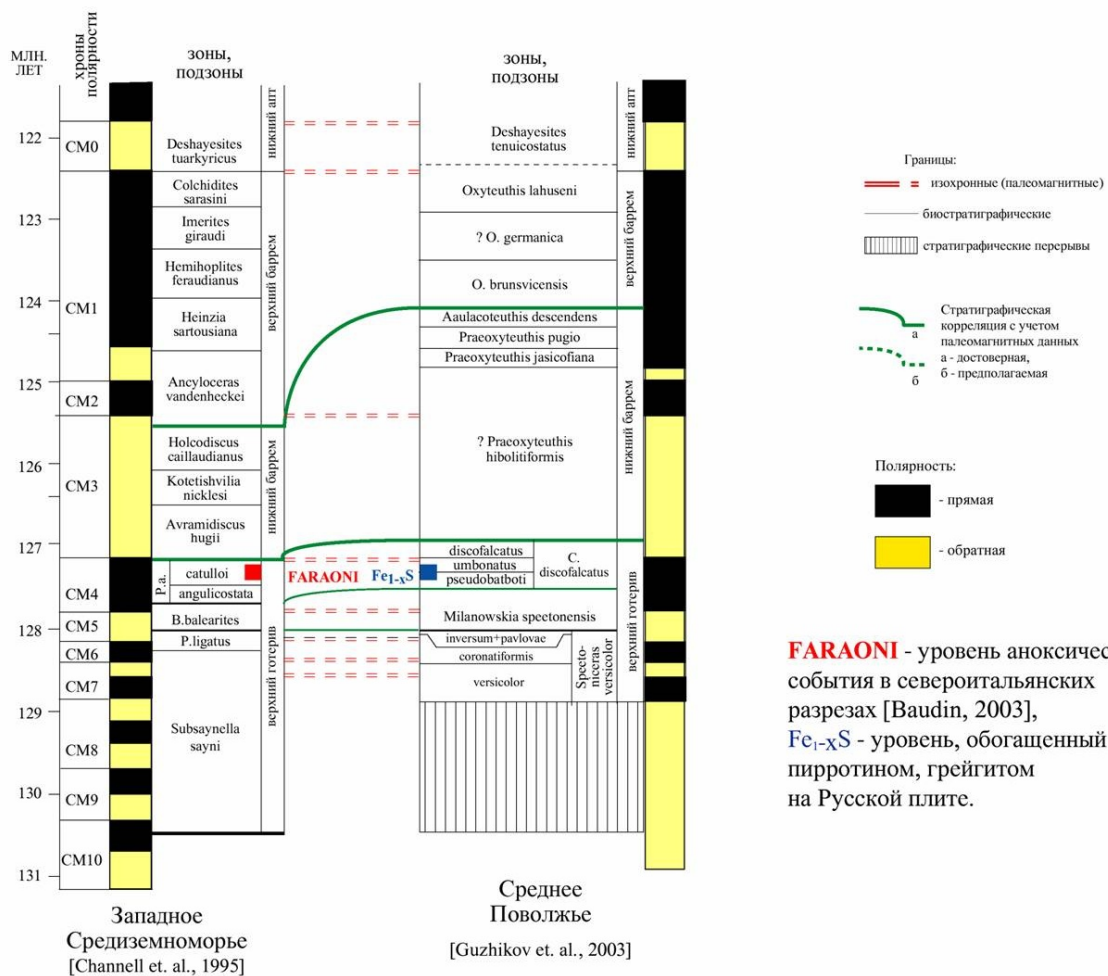 МЛН.
ЛЕТ
хроны
полярности
зоны,
подзоны
зоны,
подзоны
122
123
124
125
126
127
128
129
130
131
CM0
CM1
CM2
CM3
CM4
CM5
CM6
CM7
CM8
CM9
CM10
Deshayesites
tuarkyricus
Colchidites
sarasini
Imerites
giraudi
Hemihoplites
feraudianus
Heinzia
sartousiana
Ancyloceras
vandenheckei
Holcodiscus
caillaudianus
Kotetishvilia
nicklesi
Avramidiscus
hugii
P.a.
catulloi
angulicostata
B.balearites
P.ligatus
Subsaynella
sayni
нижний апт
верхний баррем
нижний баррем
верхний готерив
FARAONI
Fe1-xS
Deshayesites
tenuicostatus
Oxyteuthis lahuseni
? O. germanica
O. brunsvicensis
Aaulacoteuthis descendens
Praeoxyteuthis pugio
Praeoxyteuthis jasicofiana
? Praeoxyteuthis
hibolitiformis
discofalcatus
umbonatus
pseudobatboti
C.
discofalcatus
Milanowskia speetonensis
inversum+pavlovae
coronatiformis
versicolor
Speeto-
niceras
versicolor
нижний апт
верхний баррем
нижний баррем
верхний готерив
Западное
Средиземноморье
[Channell et. al., 1995]
Среднее
Поволжье
[Guzhikov et. al., 2003]
Границы:
изохронные (палеомагнитные)
биостратиграфические
стратиграфические перерывы
Стратиграфическая
корреляция с учетом
палеомагнитных данных
а - достоверная,
б - предполагаемая
а
б
Полярность:
- прямая
- обратная
FARAONI - уровень аноксичес
события в североитальянских
разрезах [Baudin, 2003],
Fe1-xS - уровень, обогащенный
пирротином, грейгитом
на Русской плите.